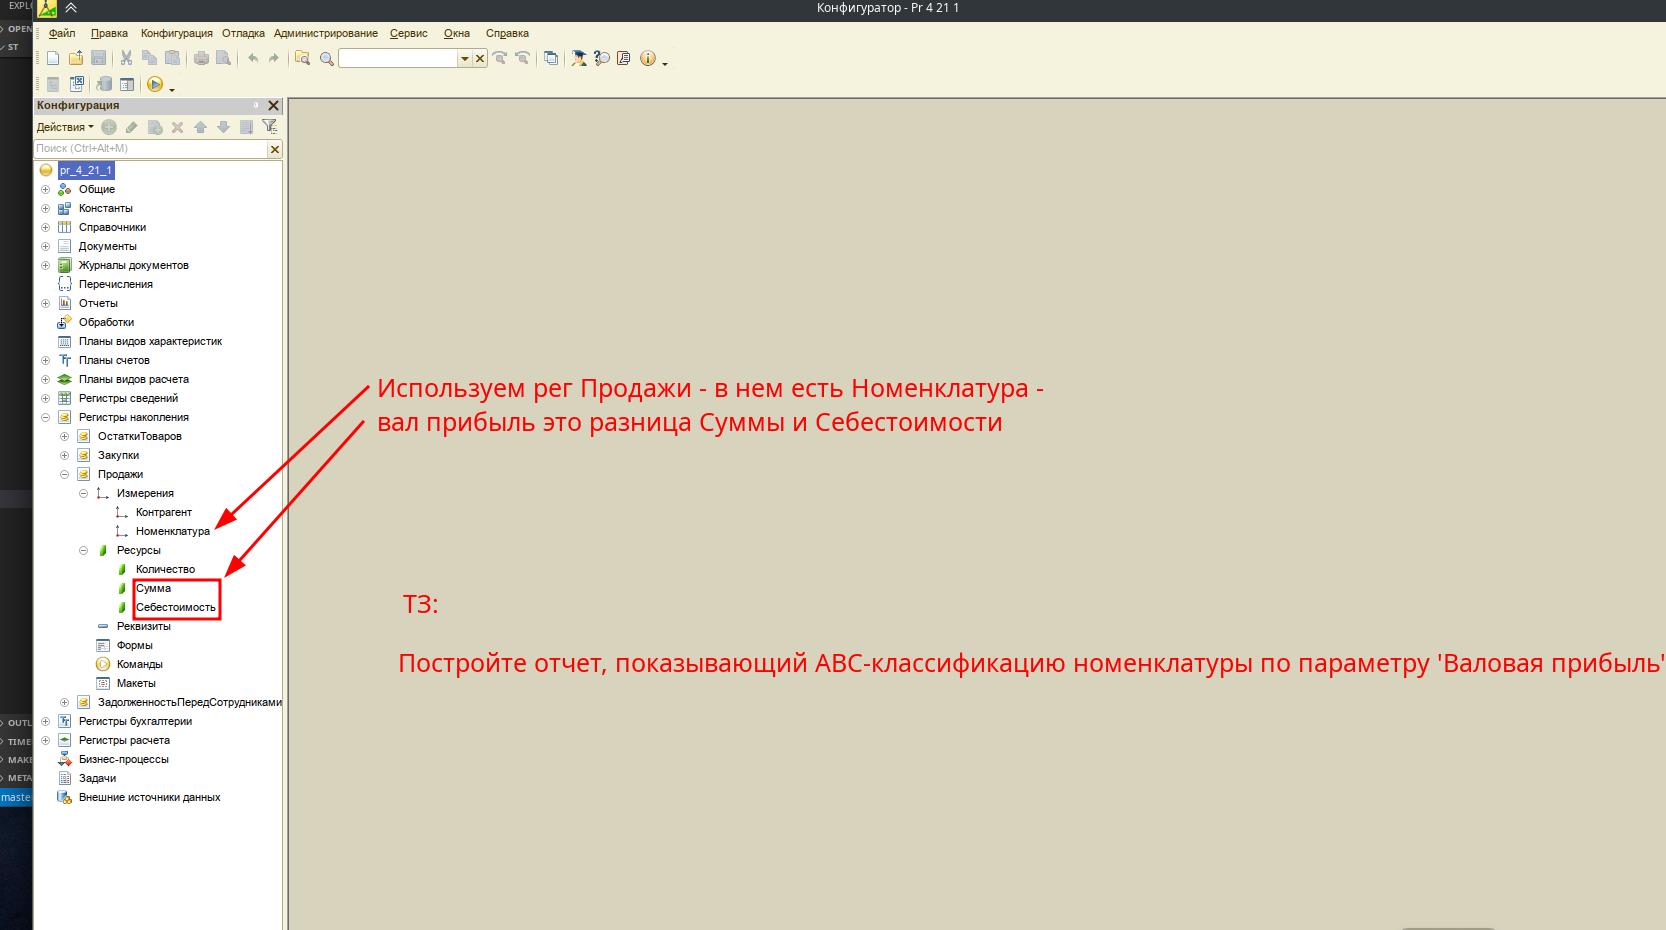 EXPL
OPEN
ST
Конфигуратор - Pr 4 21 1
Файл Правка Конфигурация Отладка Администрирование Сервис Окна Справка
Конфигурация
Действия
Поиск (Ctrl+Alt+M)
pr_4_21_1
Общие
Константы
Справочники
Документы
Журналы документов
Перечисления
Отчеты
Обработки
Планы видов характеристик
Планы счетов
Планы видов расчета
Регистры сведений
Регистры накопления
ОстаткиТоваров
Закупки
Продажи
Измерения
Контрагент
Номенклатура
Ресурсы
Количество
Сумма
Себестоимость
Реквизиты
Формы
Команды
Макеты
ЗадолженностьПередСотрудниками
Регистры бухгалтерии
Регистры расчета
Бизнес-процессы
Задачи
Внешние источники данных
OUTL
TIME
MAKE
META
master
Используем рег Продажи - в нем есть Номенклатура -
вал прибыль это разница Суммы и Себестоимости
ТЗ:
Постройте отчет, показывающий ABC-классификацию номенклатуры по параметру 'Валовая прибыль'